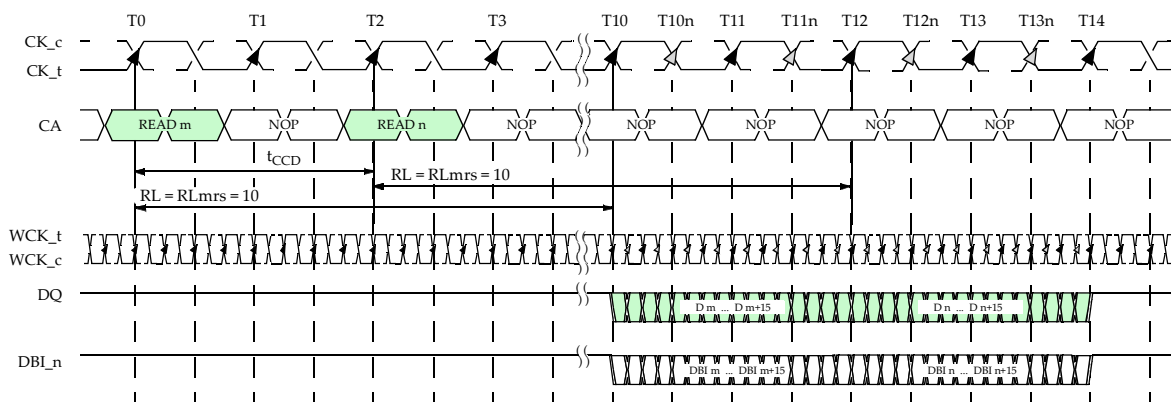 T0 T1 T2 T3 T10 T10n T11 T11n T12 T12n T13 T13n T14
CK_c
CK_t
CA READ m NOP READ n NOP NOP NOP NOP NOP NOP
tCCD
RL = RLmrs = 10
RL = RLmrs = 10
WCK_t
WCK_c
DQ D m ... D m+15 D n ... D n+15
DBI_n DBI m ... DBI m+15 DBI n ... DBI n+15